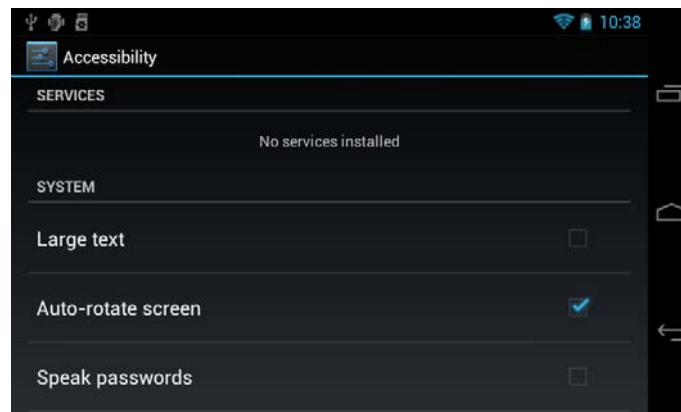 10:38
Accessibility
SERVICES
No services installed
SYSTEM
Large text
Auto-rotate screen
Speak passwords